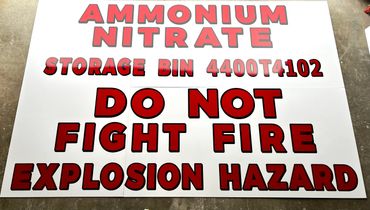 AMMONIUM
NITRATE
STORAGE BIN 4400T4102
DO NOT
FIGHT FIRE
EXPLOSION HAZARD